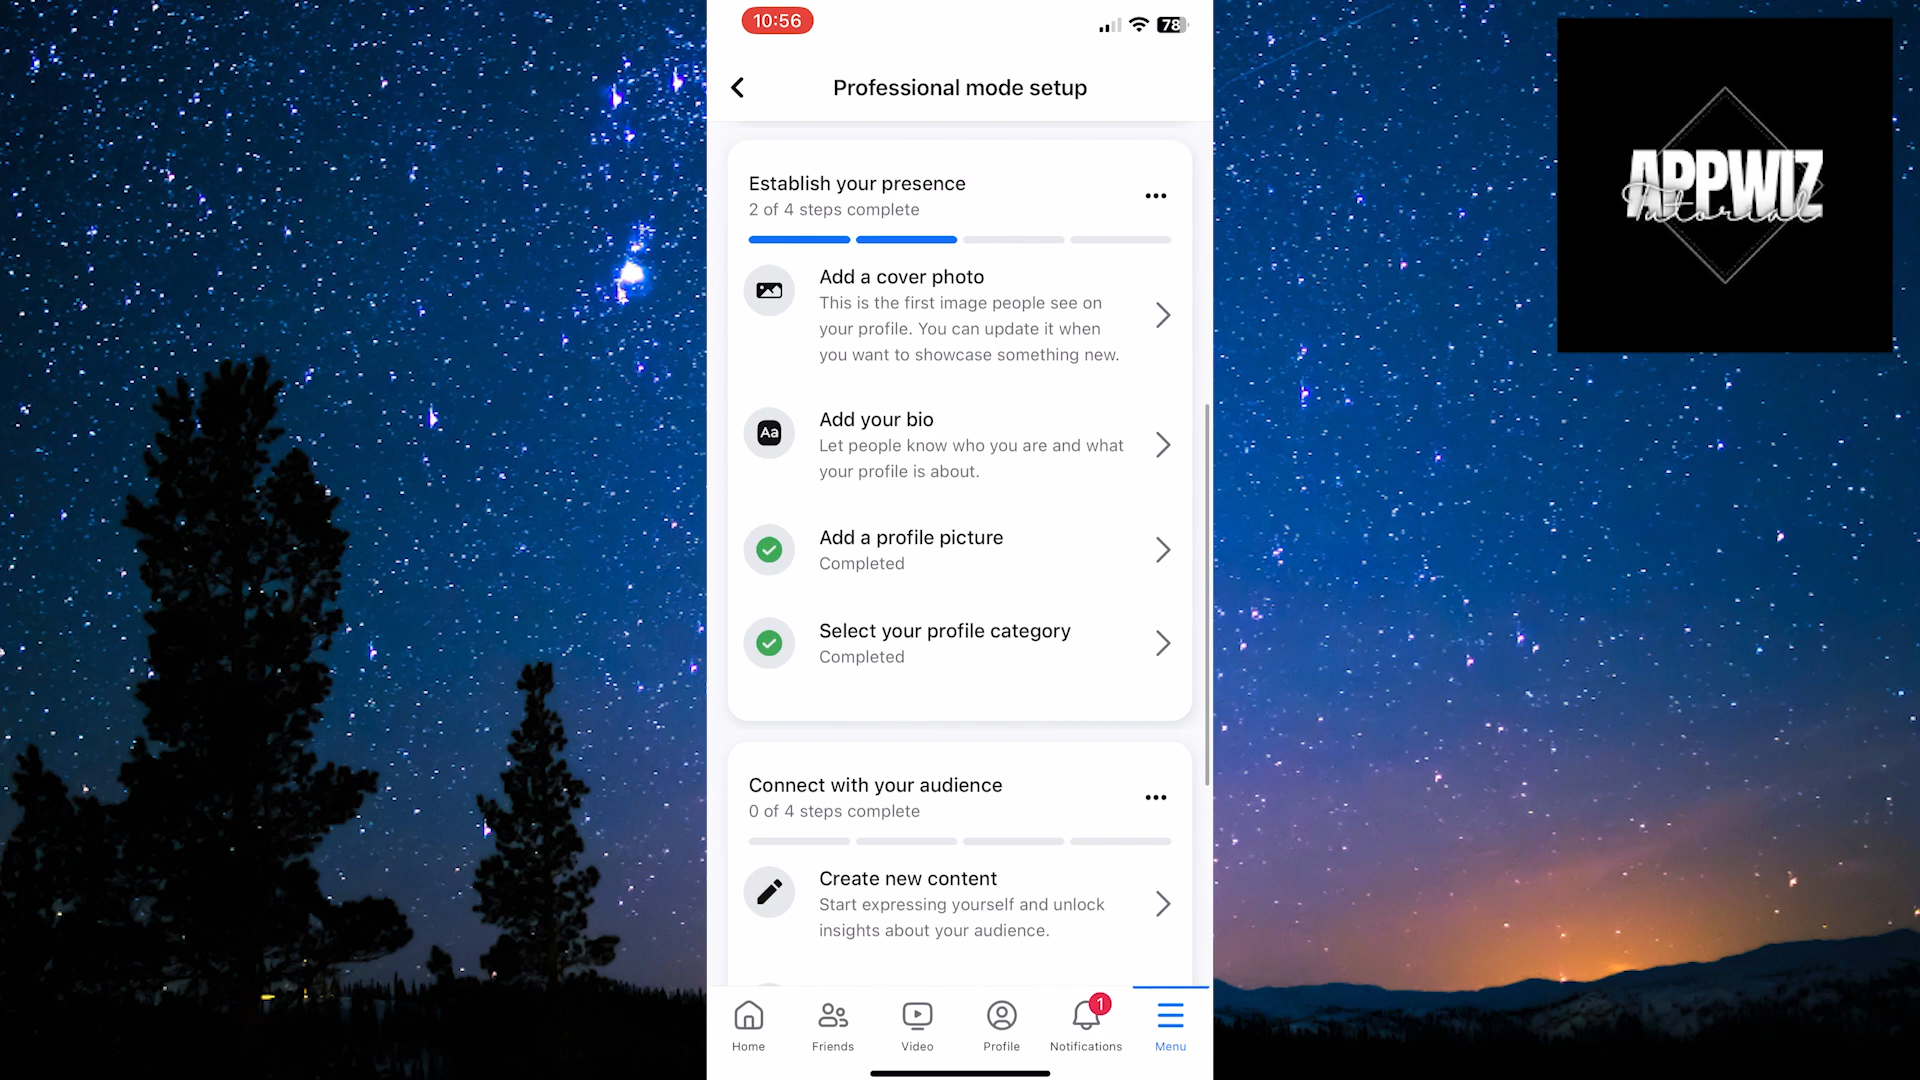 10:56
78
Professional mode setup
Establish your presence
2 of 4 steps complete
Add a cover photo
This is the first image people see on
your profile. You can update it when
you want to showcase something new.
Aa
Add your bio
Let people know who you are and what
your profile is about.
Add a profile picture
Completed
Select your profile category
Completed
Connect with your audience
0 of 4 steps complete
Create new content
Start expressing yourself and unlock
insights about your audience.
1
Home
Friends
Video
Profile
Notifications
Menu
APPWIZ
Tutorial